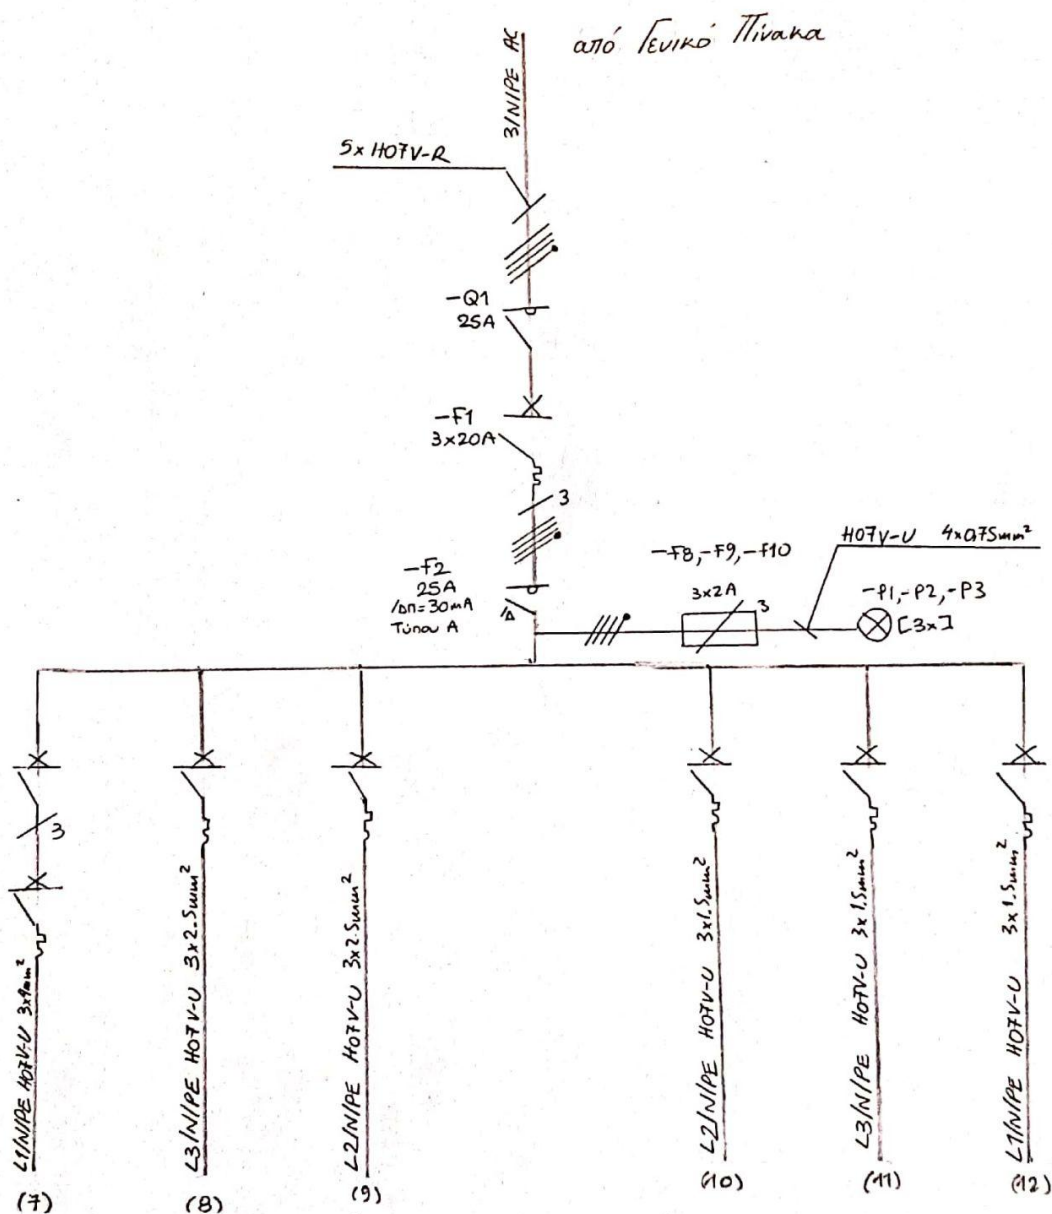 από Γενικό Πίνακα
3/N/PE AC
5x H07V-R
-Q1
25A
-F1
3x20A
3
-F2
25A
IΔn=30mA
Τύπου A
IΔ
-F8,-F9,-F10
3x2A
3
H07V-U 4x0,75mm²
-P1,-P2,-P3
[3x]
3
L1/N/PE H07V-U 3x4mm²
L3/N/PE H07V-U 3x2.5mm²
L2/N/PE H07V-U 3x2.5mm²
L2/N/PE H07V-U 3x1.5mm²
L3/N/PE H07V-U 3x1.5mm²
L1/N/PE H07V-U 3x1.5mm²
(7)
(8)
(9)
(10)
(11)
(12)